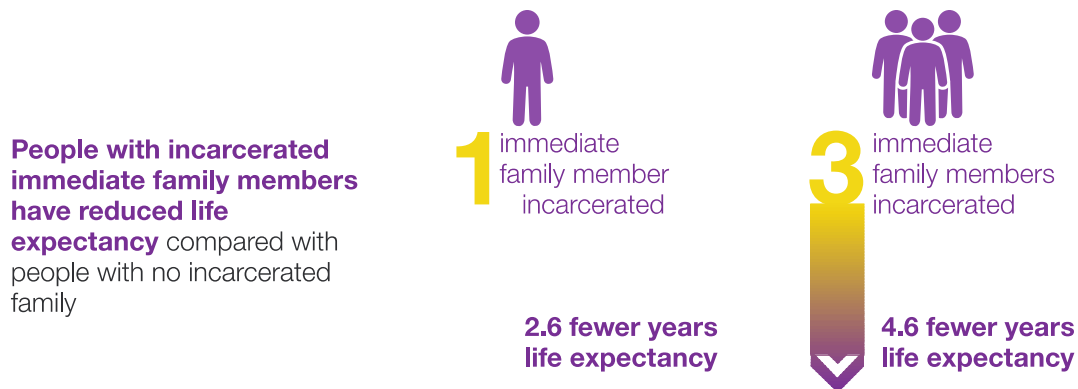 People with incarcerated
immediate family members
have reduced life
expectancy compared with
people with no incarcerated
family
1 immediate
family member
incarcerated
2.6 fewer years
life expectancy
3 immediate
family members
incarcerated
4.6 fewer years
life expectancy